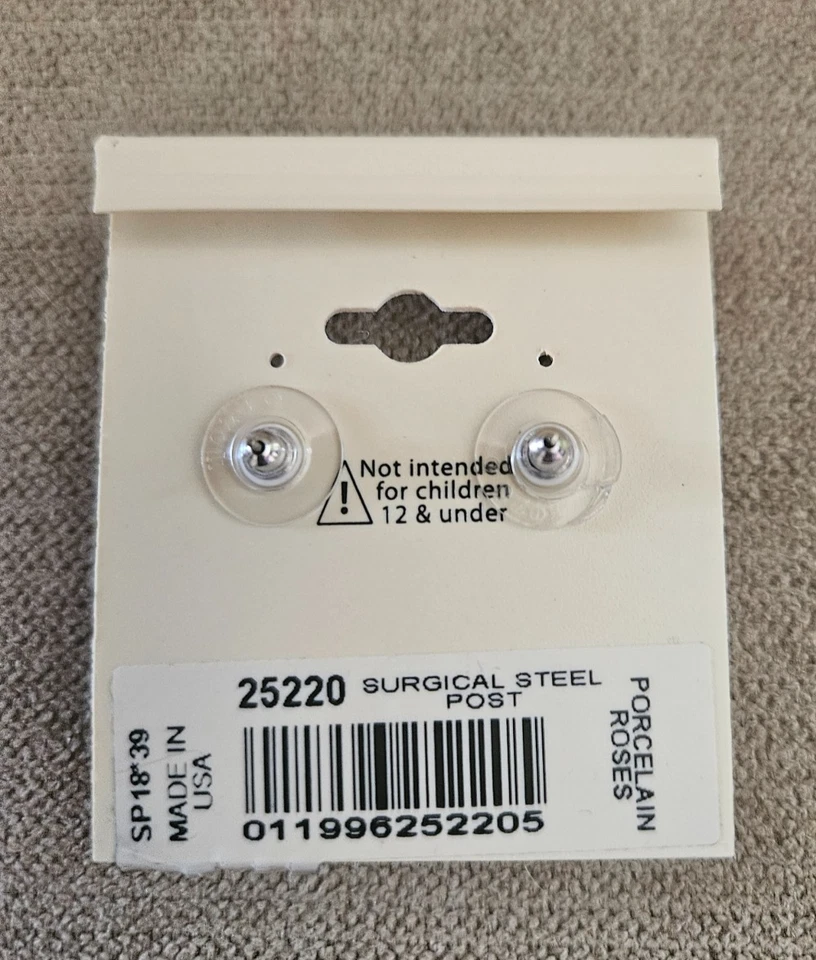 Not intended
for children
12 & under
25220 SURGICAL STEEL
POST
011996252205
SP18*39
MADE IN
USA
PORCELAIN
ROSES